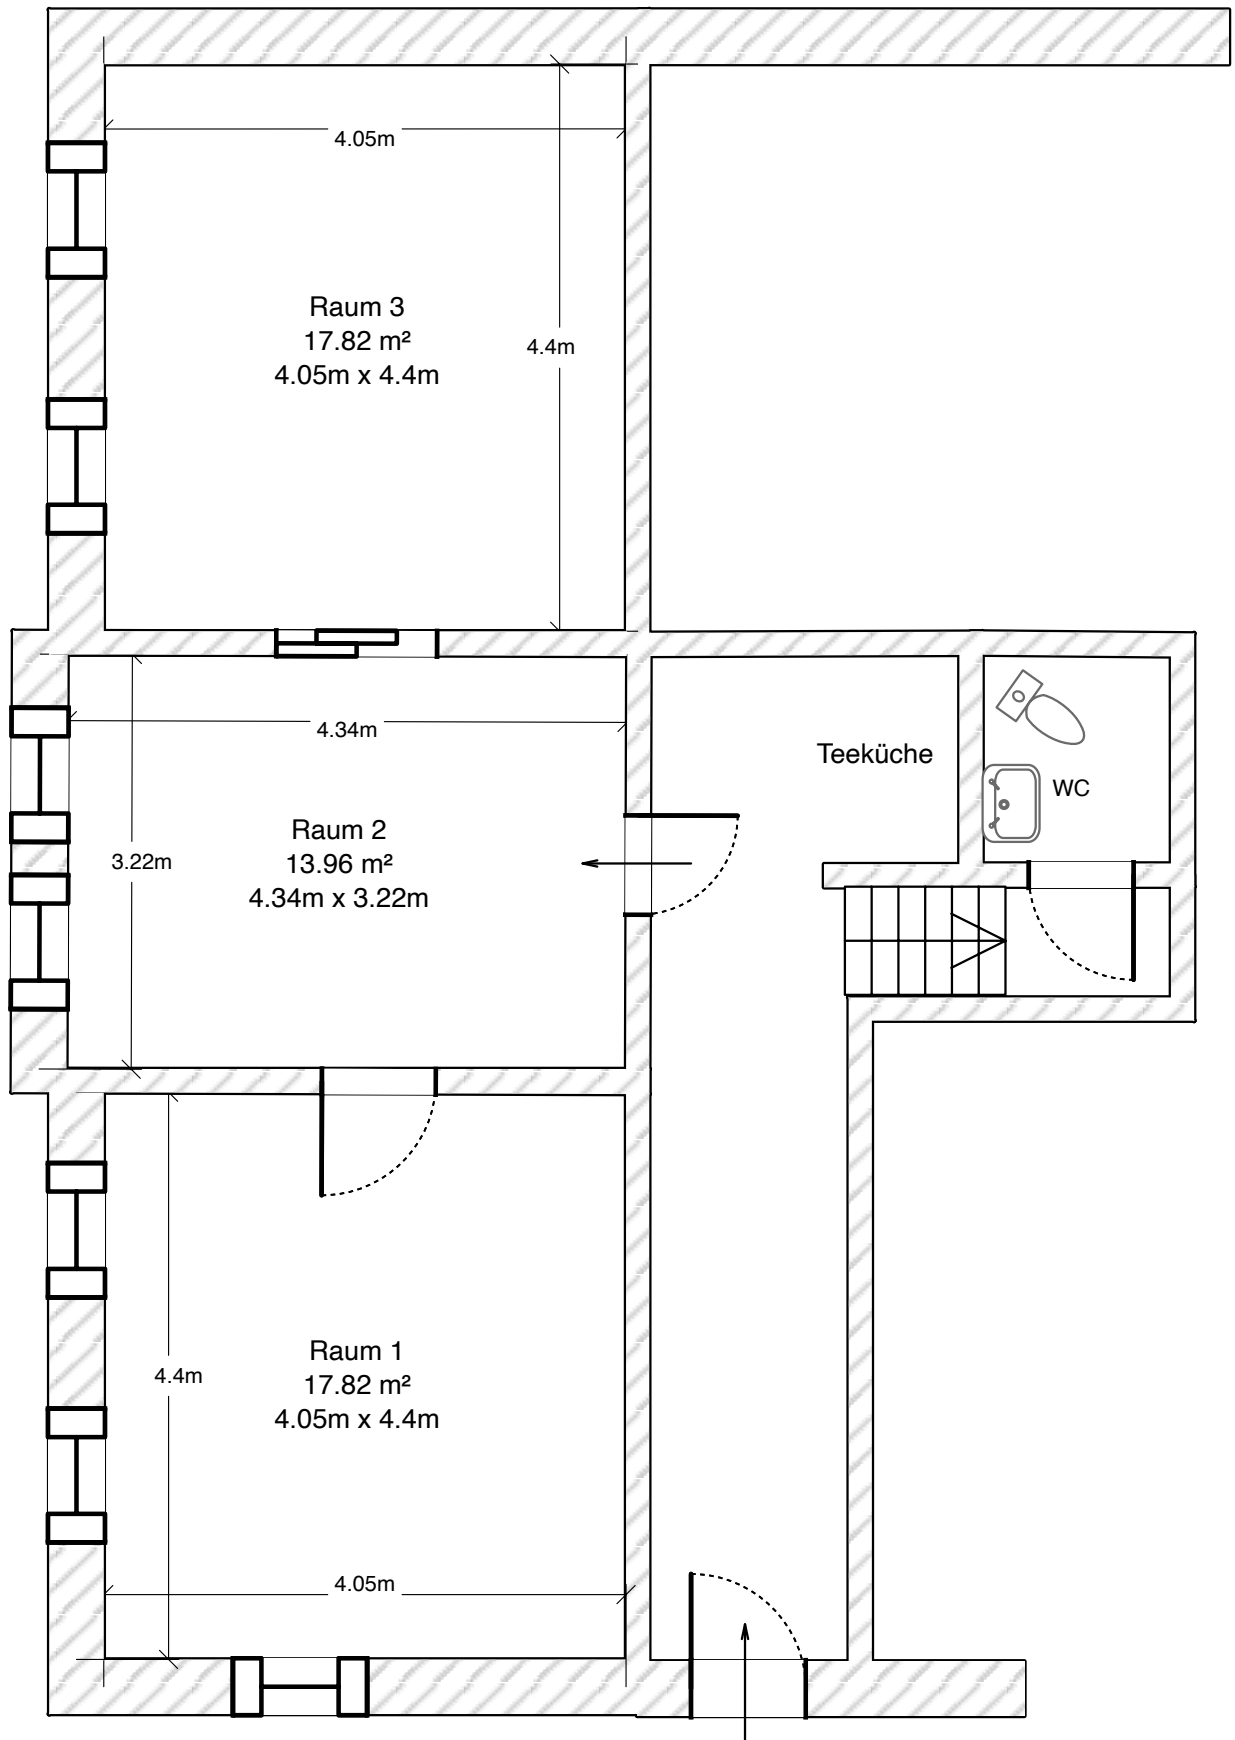 4.05m
Raum 3
17.82 m²
4.05m x 4.4m
4.4m
4.34m
Teeküche
WC
Raum 2
13.96 m²
4.34m x 3.22m
3.22m
Raum 1
17.82 m²
4.05m x 4.4m
4.4m
4.05m